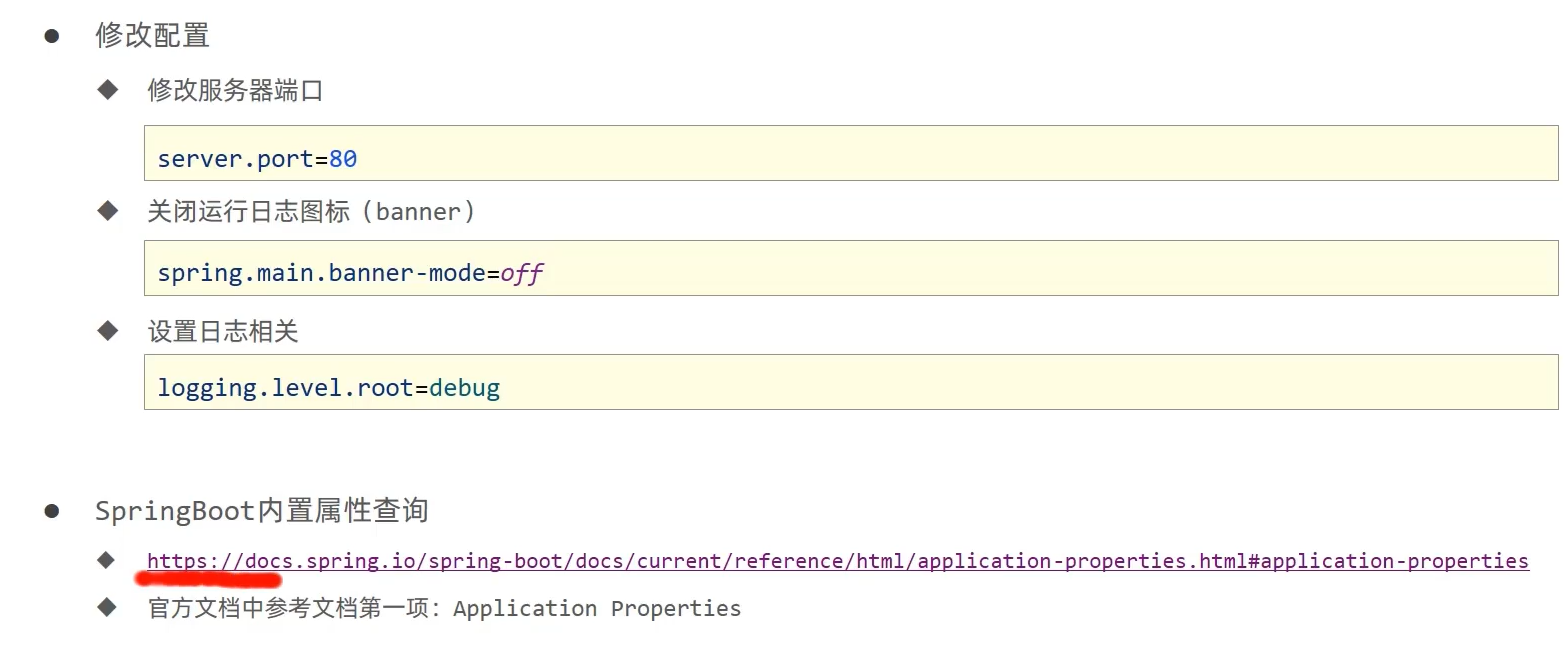 修改配置
修改服务器端口
server.port=80
关闭运行日志图标（banner）
spring.main.banner-mode=off
设置日志相关
logging.level.root=debug
SpringBoot内置属性查询
https://docs.spring.io/spring-boot/docs/current/reference/html/application-properties.html#application-properties
官方文档中参考文档第一项：Application Properties